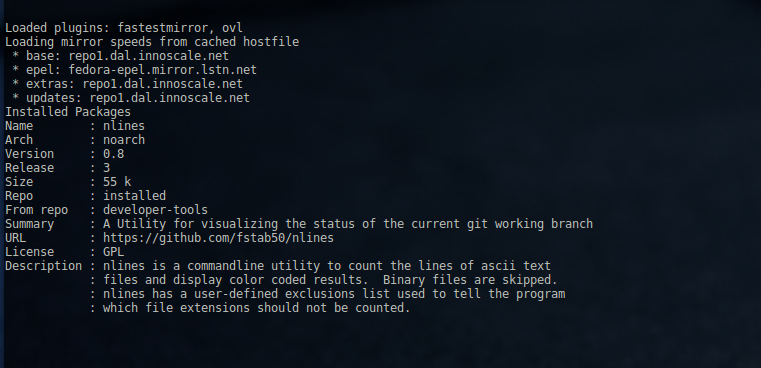 Loaded plugins: fastestmirror, ovl
Loading mirror speeds from cached hostfile
 * base: repo1.dal.innoscale.net
 * epel: fedora-epel.mirror.lstn.net
 * extras: repo1.dal.innoscale.net
 * updates: repo1.dal.innoscale.net
Installed Packages
Name        : nlines
Arch        : noarch
Version     : 0.8
Release     : 3
Size        : 55 k
Repo        : installed
From repo   : developer-tools
Summary     : A Utility for visualizing the status of the current git working branch
URL         : https://github.com/fstab50/nlines
License     : GPL
Description : nlines is a commandline utility to count the lines of ascii text
            : files and display color coded results.  Binary files are skipped.
            : nlines has a user-defined exclusions list used to tell the program
            : which file extensions should not be counted.